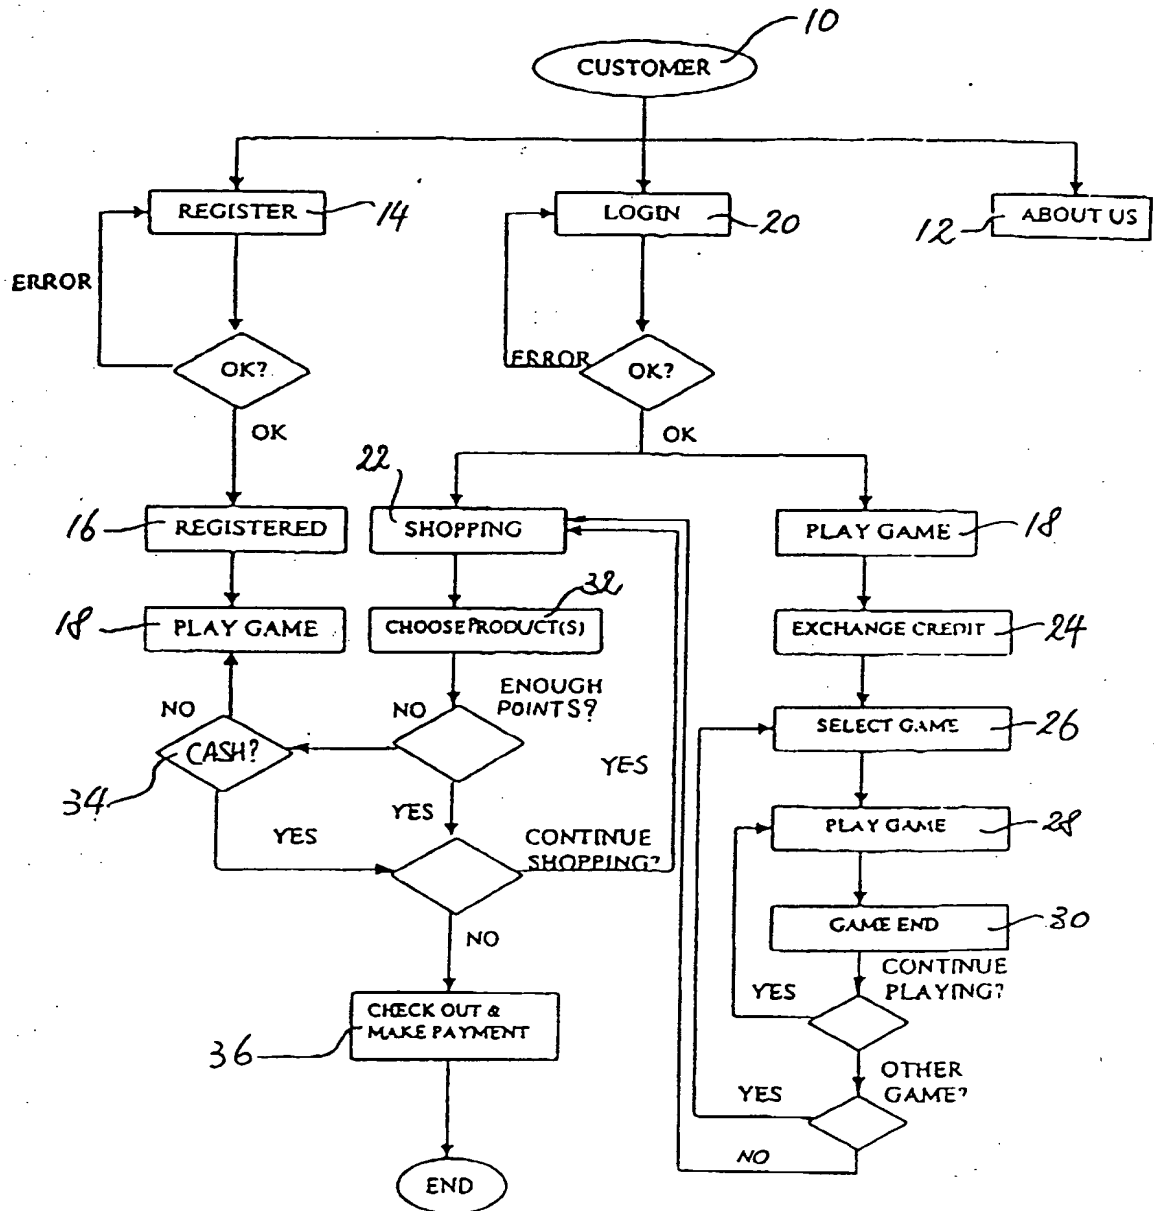 10
CUSTOMER
REGISTER
14
LOGIN
20
12
ABOUT US
ERROR
OK?
ERROR
OK?
OK
OK
22
16
REGISTERED
SHOPPING
PLAY GAME
18
32
18
PLAY GAME
CHOOSE PRODUCT(S)
EXCHANGE CREDIT
24
ENOUGH
POINTS?
NO
NO
SELECT GAME
26
CASH?
YES
34
YES
PLAY GAME
28
YES
CONTINUE
SHOPPING?
GAME END
30
NO
CONTINUE
PLAYING?
YES
CHECK OUT &
MAKE PAYMENT
36
OTHER
GAME?
YES
NO
END